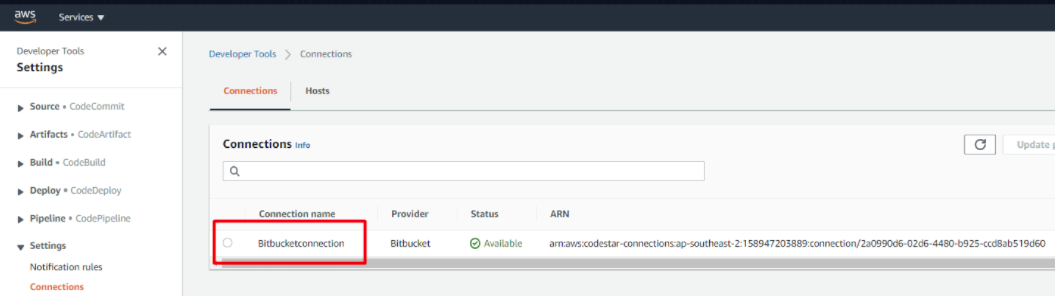 aws Services ▼
Developer Tools
Settings
Source • CodeCommit
Artifacts • CodeArtifact
Build • CodeBuild
Deploy • CodeDeploy
Pipeline • CodePipeline
Settings
Notification rules
Connections
Developer Tools > Connections
Connections Hosts
Connections Info
Update
Connection name Provider Status ARN
Bitbucketconnection Bitbucket Available arn:aws:codestar-connections:ap-southeast-2:158947203889:connection/2a0990d6-02d6-4480-b925-ccd8ab519d60